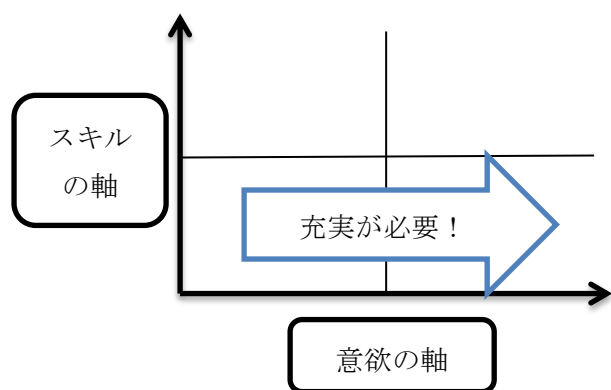 スキル
の軸
充実が必要！
意欲の軸